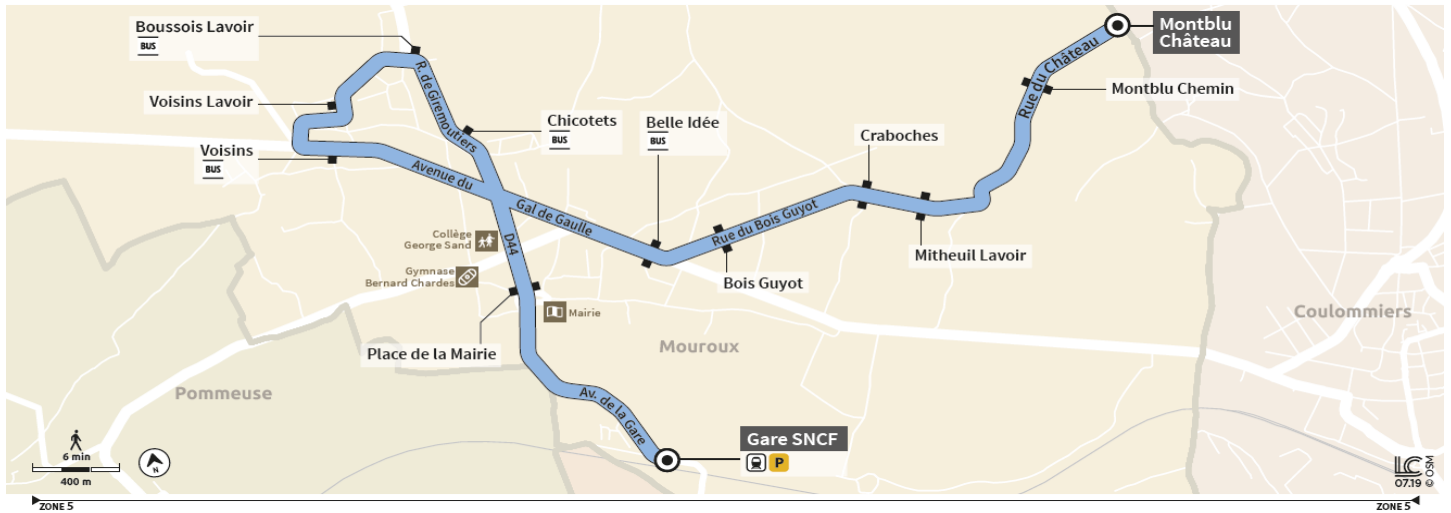 Boussois Lavoir
BUS
Voisins Lavoir
Voisins
BUS
R. de Giremoutiers
Chicotets
BUS
Belle Idée
BUS
Craboches
Montblu
Château
Rue du Château
Montblu Chemin
Avenue du
Gal de Gaulle
Rue du Bois Guyot
Bois Guyot
Mitheuil Lavoir
D44
Collège
George Sand
Gymnase
Bernard Chardes
Mairie
Place de la Mairie
Mouroux
Coulommiers
Pommeuse
Av. de la Gare
Gare SNCF
P
6 min
400 m
N
LC
07.19
© OSM
ZONE 5
ZONE 5